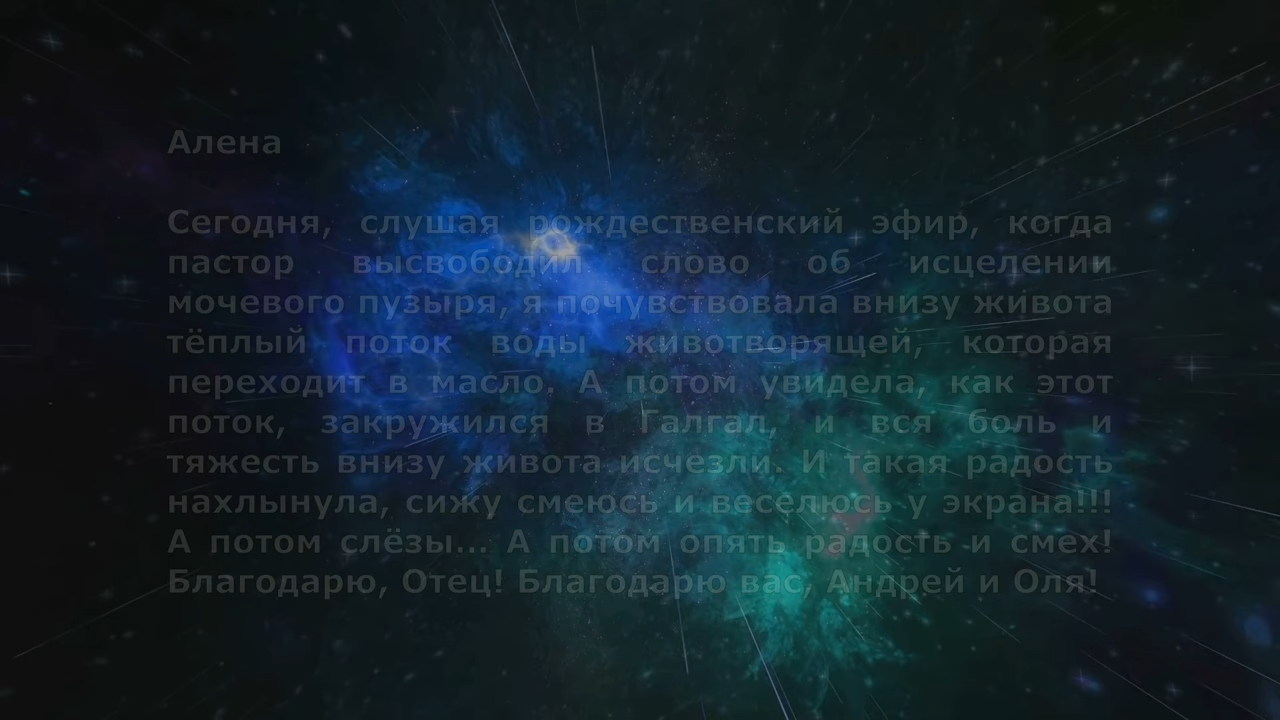 Алена
Сегодня, слушая рождественский эфир, когда
пастор высвободил слово об исцелении
мочевого пузыря, я почувствовала внизу живота
тёплый поток воды животворящей, которая
переходит в масло. А потом увидела, как этот
поток, закружился в Галгал, и вся боль и
тяжесть внизу живота исчезли. И такая радость
нахлынула, сижу смеюсь и веселюсь у экрана!!!
А потом слёзы... А потом опять радость и смех!
Благодарю, Отец! Благодарю вас, Андрей и Оля!